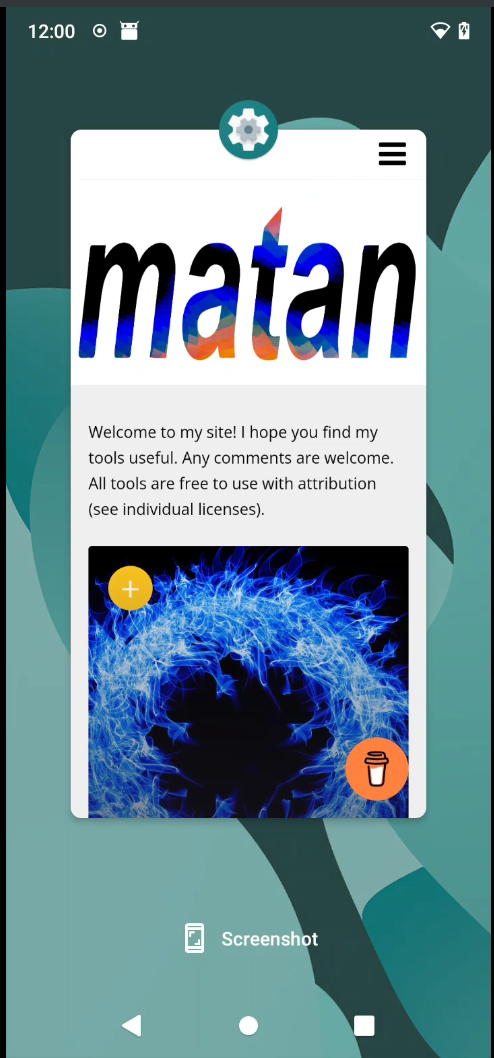 12:00
matan
Welcome to my site! I hope you find my
tools useful. Any comments are welcome.
All tools are free to use with attribution
(see individual licenses).
Screenshot